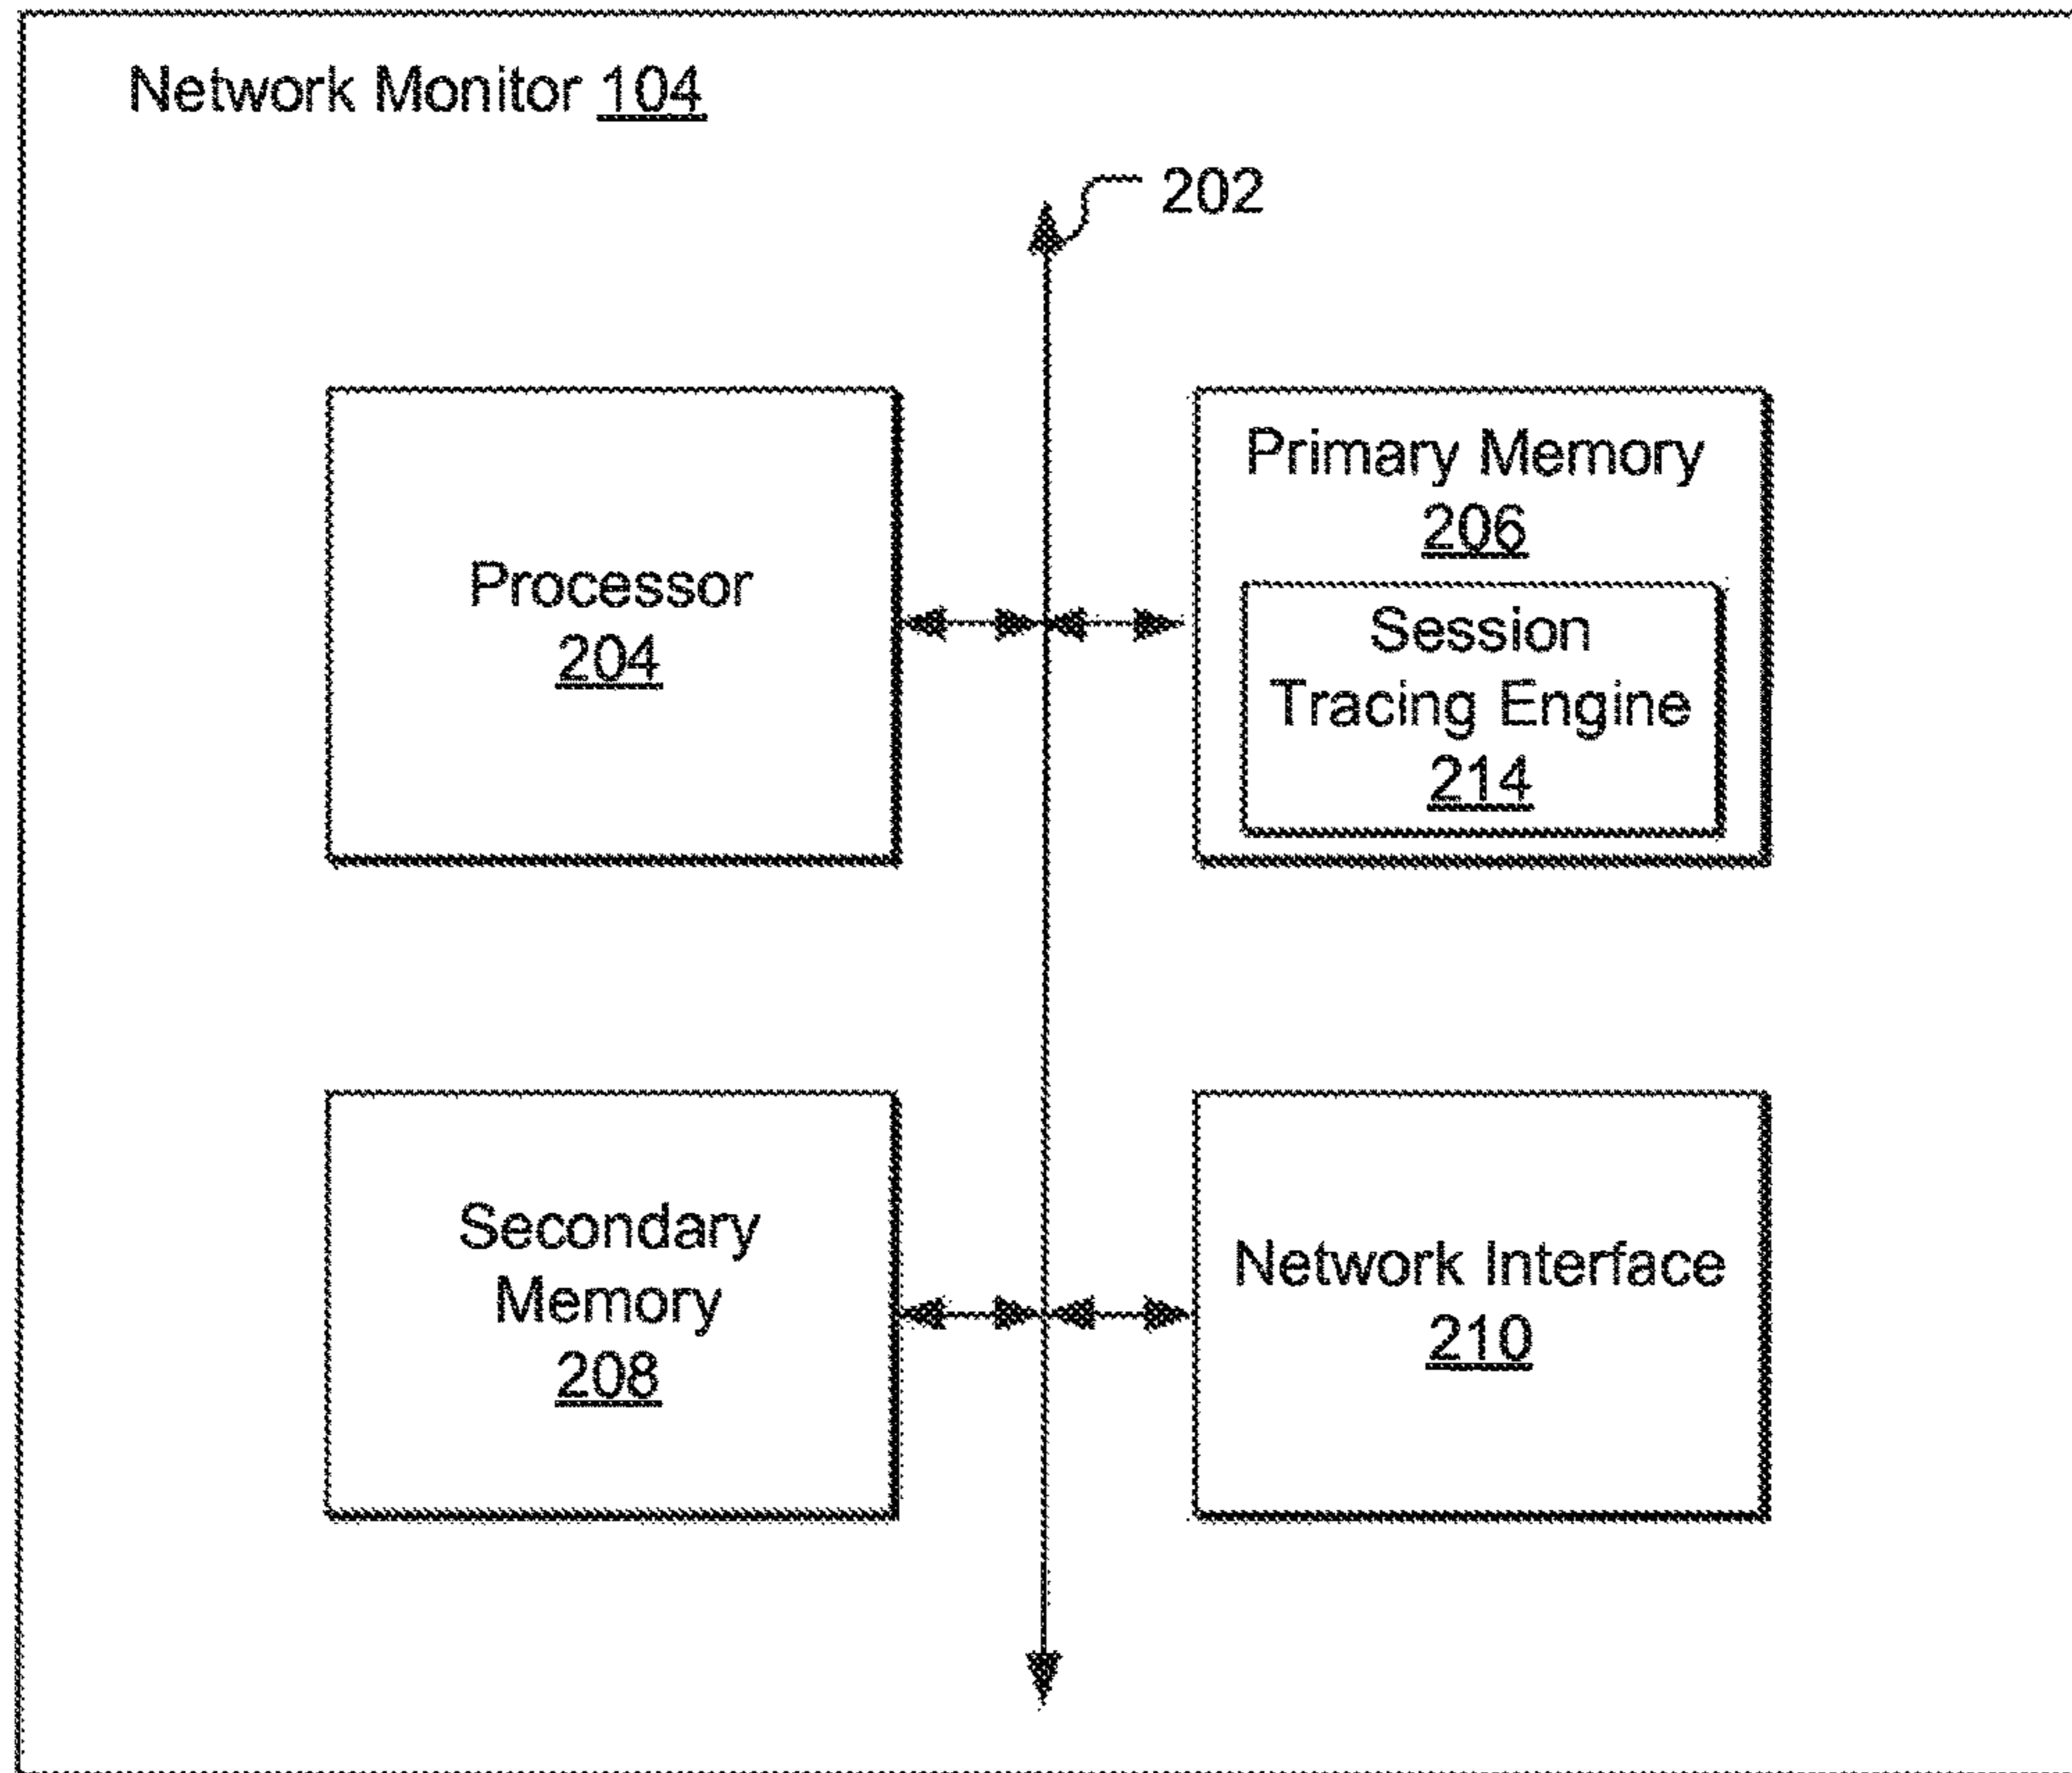 Network Monitor 104
202
Processor
204
Primary Memory
206
Session
Tracing Engine
214
Secondary
Memory
208
Network Interface
210